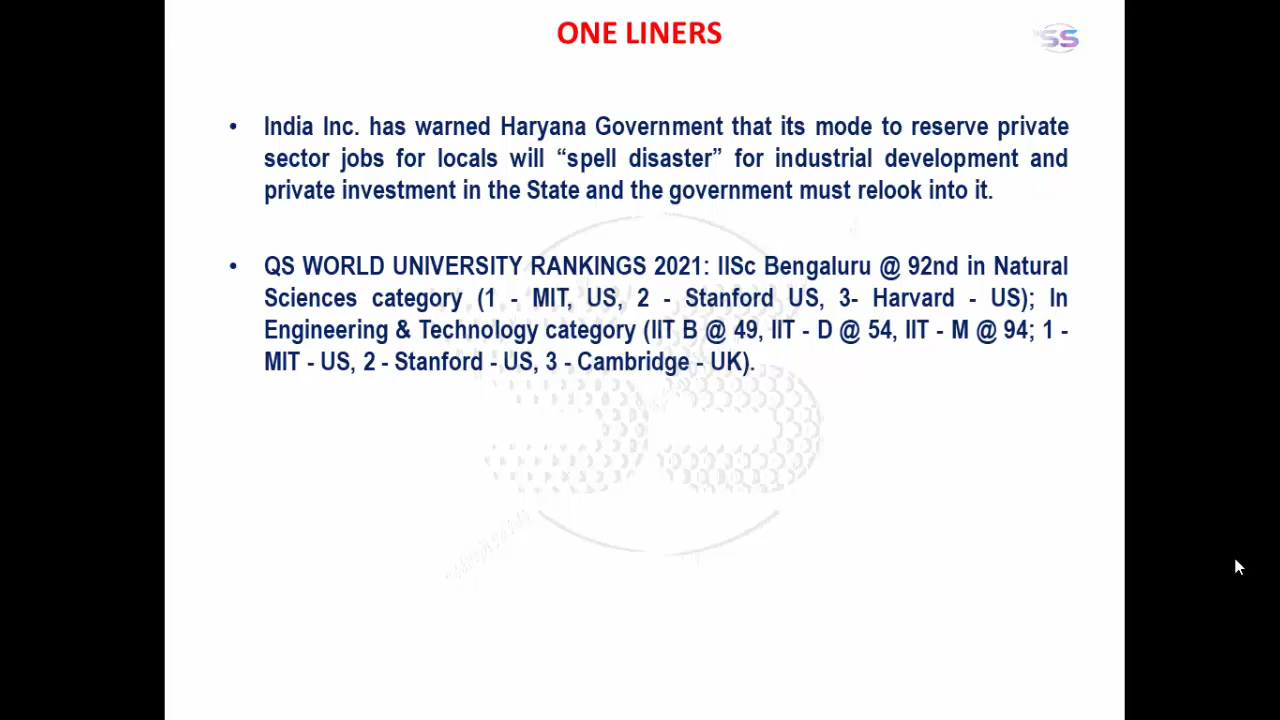 ONE LINERS
SS
• India Inc. has warned Haryana Government that its mode to reserve private
sector jobs for locals will “spell disaster” for industrial development and
private investment in the State and the government must relook into it.
• QS WORLD UNIVERSITY RANKINGS 2021: IISc Bengaluru @ 92nd in Natural
Sciences category (1 - MIT, US, 2 - Stanford US, 3- Harvard - US); In
Engineering & Technology category (IIT B @ 49, IIT - D @ 54, IIT - M @ 94; 1 -
MIT - US, 2 - Stanford - US, 3 - Cambridge - UK).